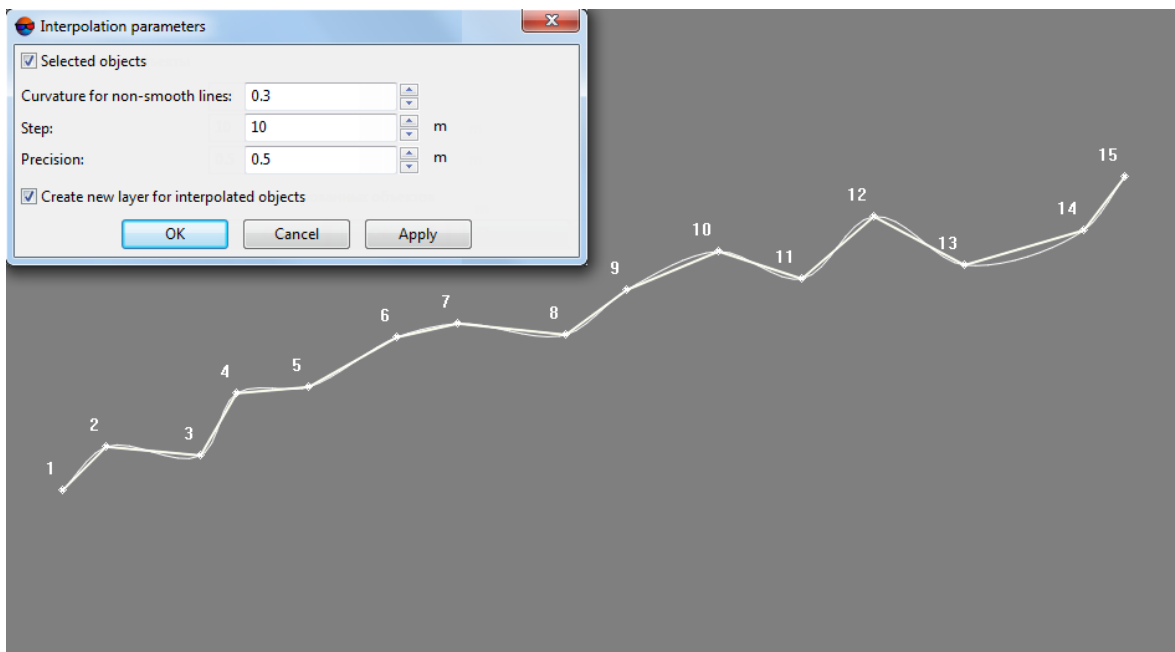 Interpolation parameters
Selected objects
Curvature for non-smooth lines: 0.3
Step: 10 m
Precision: 0.5 m
Create new layer for interpolated objects
OK Cancel Apply
15
12
14
10
13
11
9
8
7
6
5
4
3
2
1